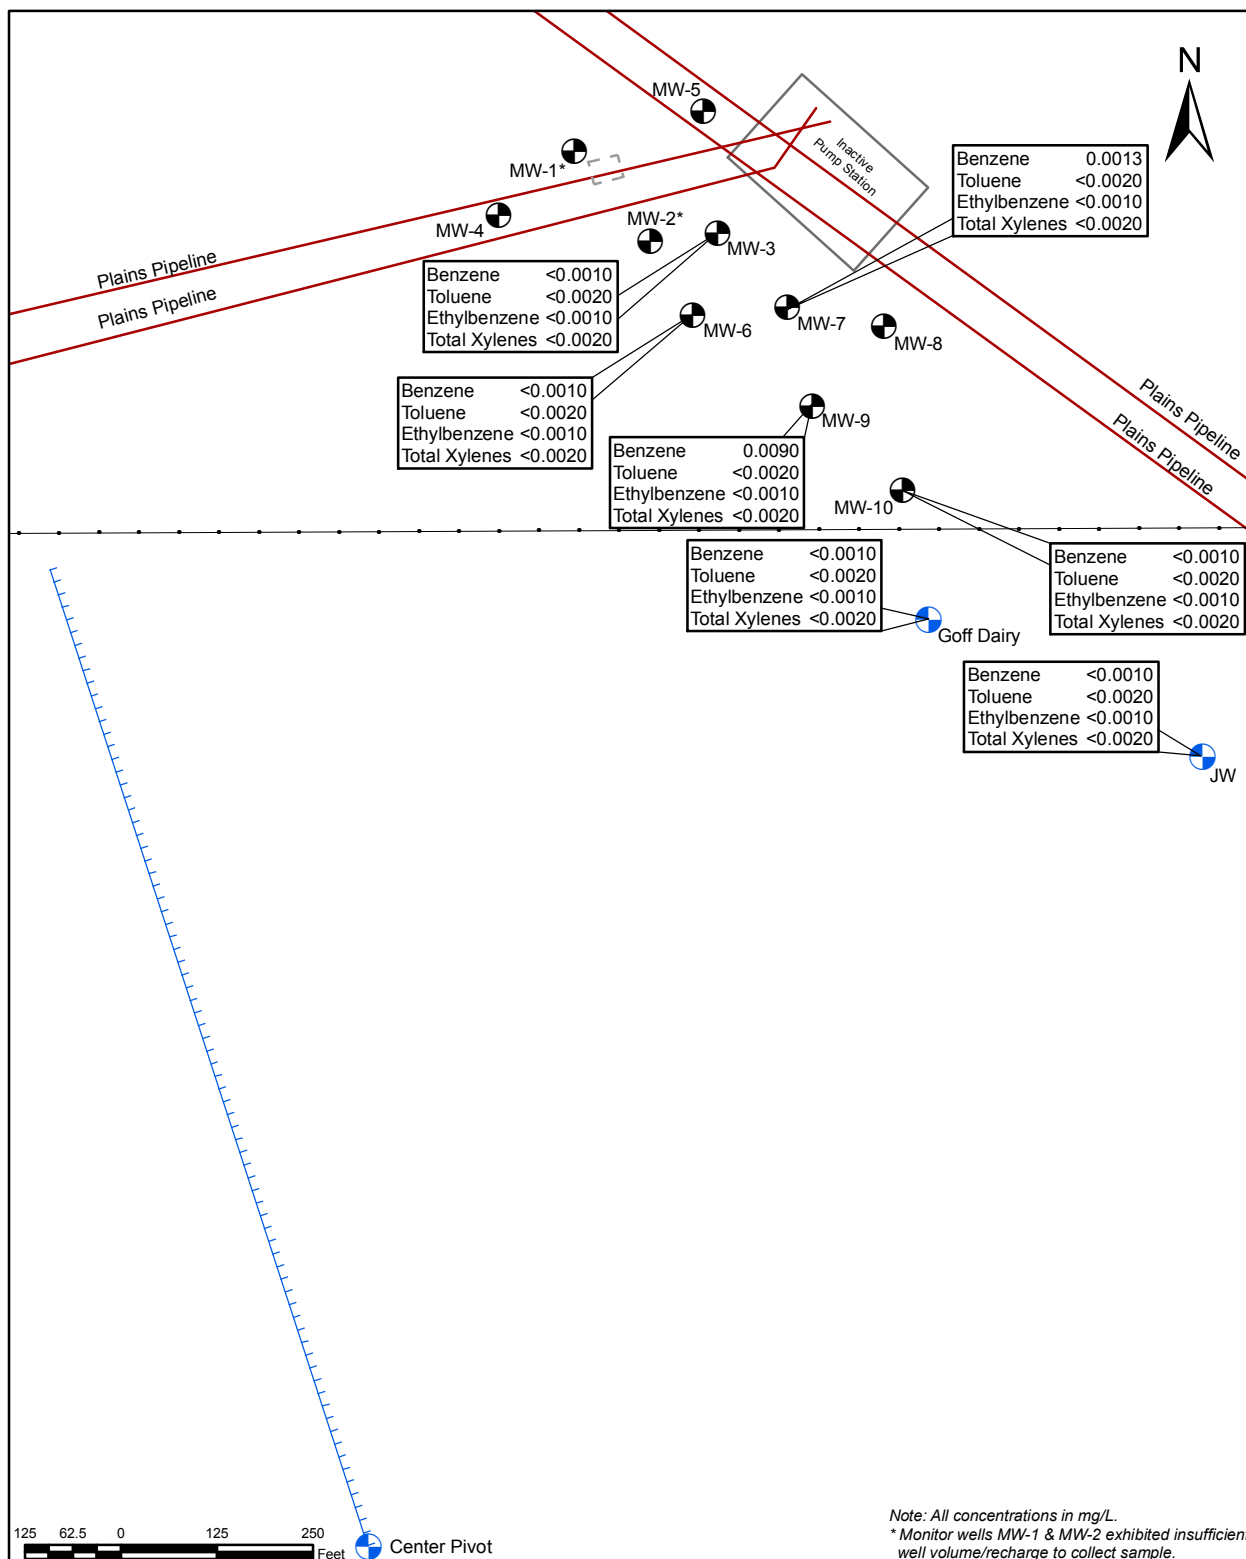 N
MW-5
MW-1*
Inactive
Pump Station
Benzene 0.0013
Toluene <0.0020
Ethylbenzene <0.0010
Total Xylenes <0.0020
MW-4
MW-2*
MW-3
Plains Pipeline
Plains Pipeline
Benzene <0.0010
Toluene <0.0020
Ethylbenzene <0.0010
Total Xylenes <0.0020
MW-6
MW-7
MW-8
Benzene <0.0010
Toluene <0.0020
Ethylbenzene <0.0010
Total Xylenes <0.0020
MW-9
Plains Pipeline
Plains Pipeline
Benzene 0.0090
Toluene <0.0020
Ethylbenzene <0.0010
Total Xylenes <0.0020
MW-10
Benzene <0.0010
Toluene <0.0020
Ethylbenzene <0.0010
Total Xylenes <0.0020
Benzene <0.0010
Toluene <0.0020
Ethylbenzene <0.0010
Total Xylenes <0.0020
Goff Dairy
Benzene <0.0010
Toluene <0.0020
Ethylbenzene <0.0010
Total Xylenes <0.0020
JW
125 62.5 0 125 250
Feet
Center Pivot
Note: All concentrations in mg/L.
* Monitor wells MW-1 & MW-2 exhibited insufficient
well volume/recharge to collect sample.